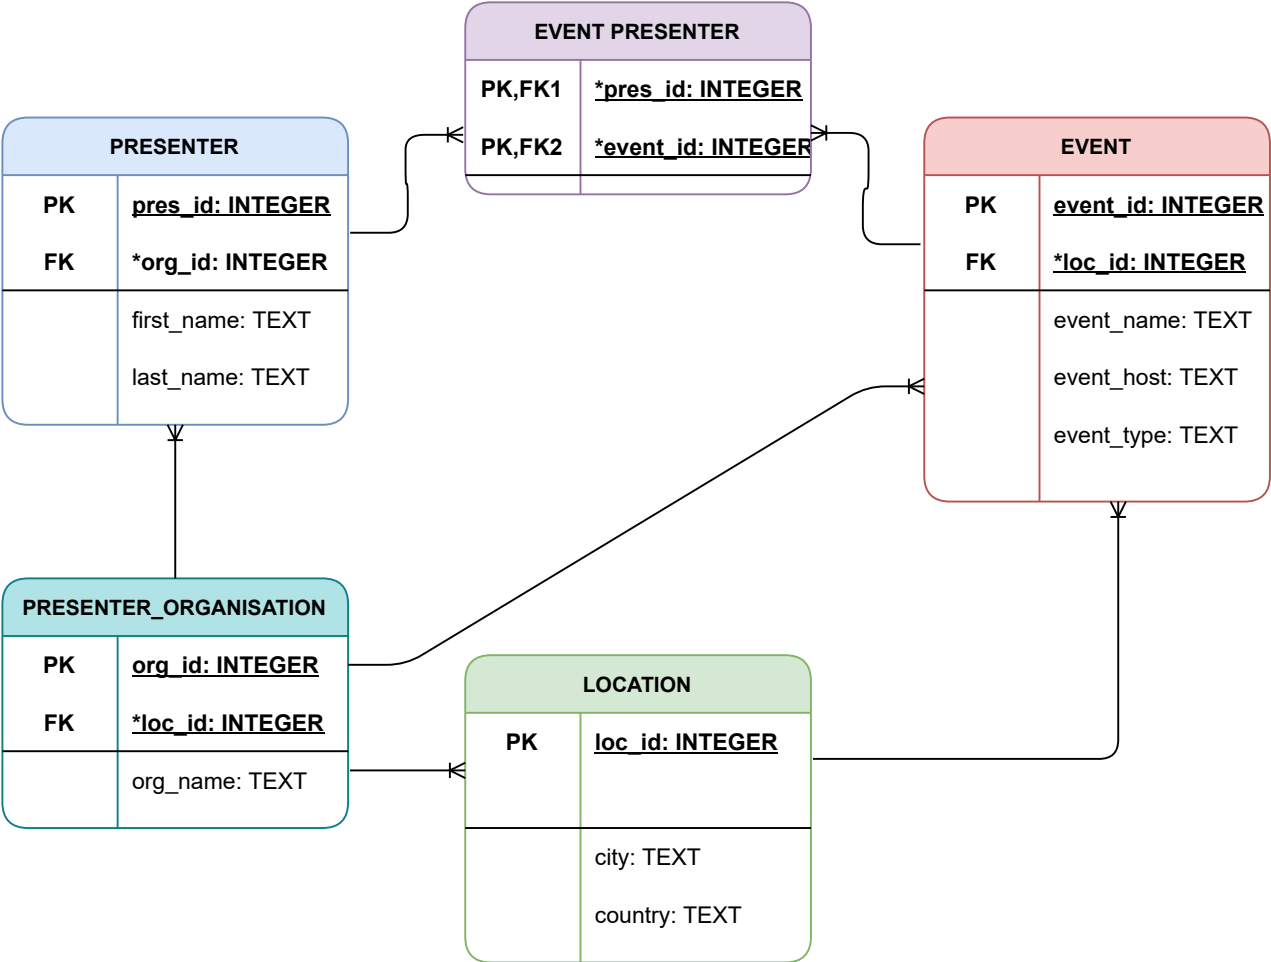 EVENT PRESENTER
PK,FK1 *pres_id: INTEGER
PK,FK2 *event_id: INTEGER
PRESENTER
PK pres_id: INTEGER
FK *org_id: INTEGER
first_name: TEXT
last_name: TEXT
EVENT
PK event_id: INTEGER
FK *loc_id: INTEGER
event_name: TEXT
event_host: TEXT
event_type: TEXT
PRESENTER_ORGANISATION
PK org_id: INTEGER
FK *loc_id: INTEGER
org_name: TEXT
LOCATION
PK loc_id: INTEGER
city: TEXT
country: TEXT